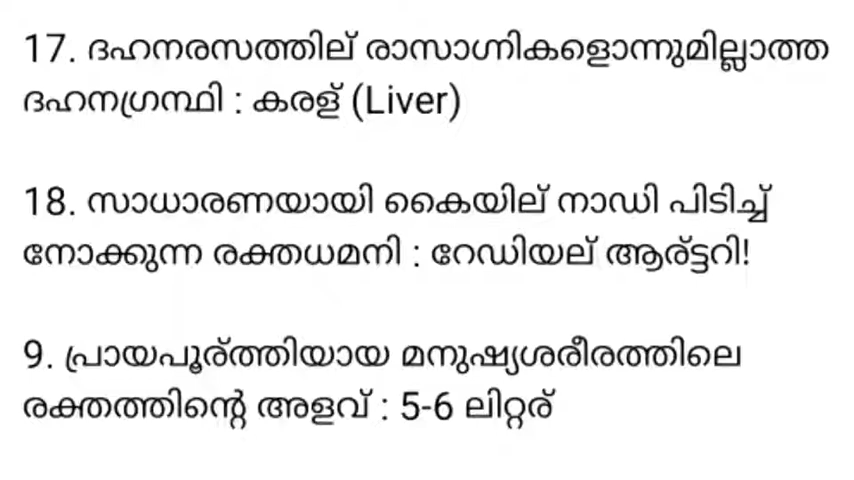 17. ദഹനരസത്തില് രാസാഗ്നികളൊന്നുമില്ലാത്ത
ദഹനഗ്രന്ഥി : കരള് (Liver)
18. സാധാരണയായി കൈയില് നാഡി പിടിച്ച്
നോക്കുന്ന രക്തധമനി : റേഡിയല് ആര്ട്ടറി!
9. പ്രായപൂര്ത്തിയായ മനുഷ്യശരീരത്തിലെ
രക്തത്തിന്റെ അളവ് : 5-6 ലിറ്റര്